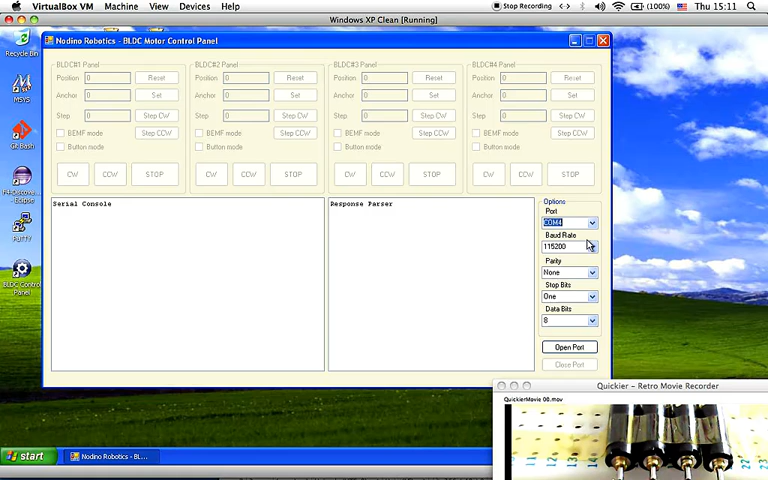 VirtualBox VM Machine View Devices Help
Stop Recording (100%) Thu 15:11
Windows XP Clean [Running]
Nodino Robotics - BLDC Motor Control Panel
BLDC#1 Panel BLDC#2 Panel BLDC#3 Panel BLDC#4 Panel
Position 0 Reset Position 0 Reset Position 0 Reset Position 0 Reset
Anchor 0 Set Anchor 0 Set Anchor 0 Set Anchor 0 Set
Step 0 Step CW Step 0 Step CW Step 0 Step CW Step 0 Step CW
BEMF mode Step CCW BEMF mode Step CCW BEMF mode Step CCW BEMF mode Step CCW
Button mode Button mode Button mode Button mode
CW CCW STOP CW CCW STOP CW CCW STOP CW CCW STOP
Serial Console
Response Parser
Options
Port
COM4
Baud Rate
115200
Parity
None
Stop Bits
One
Data Bits
8
Open Port
Close Port
Recycle Bin
MSYS
Git Bash
F4-Discove...
- Eclipse
PuTTY
BLDC Control
Panel
Quickier - Retro Movie Recorder
QuickierMovie 00.mov
11 12 13 14
22
start
Nodino Robotics - BL...